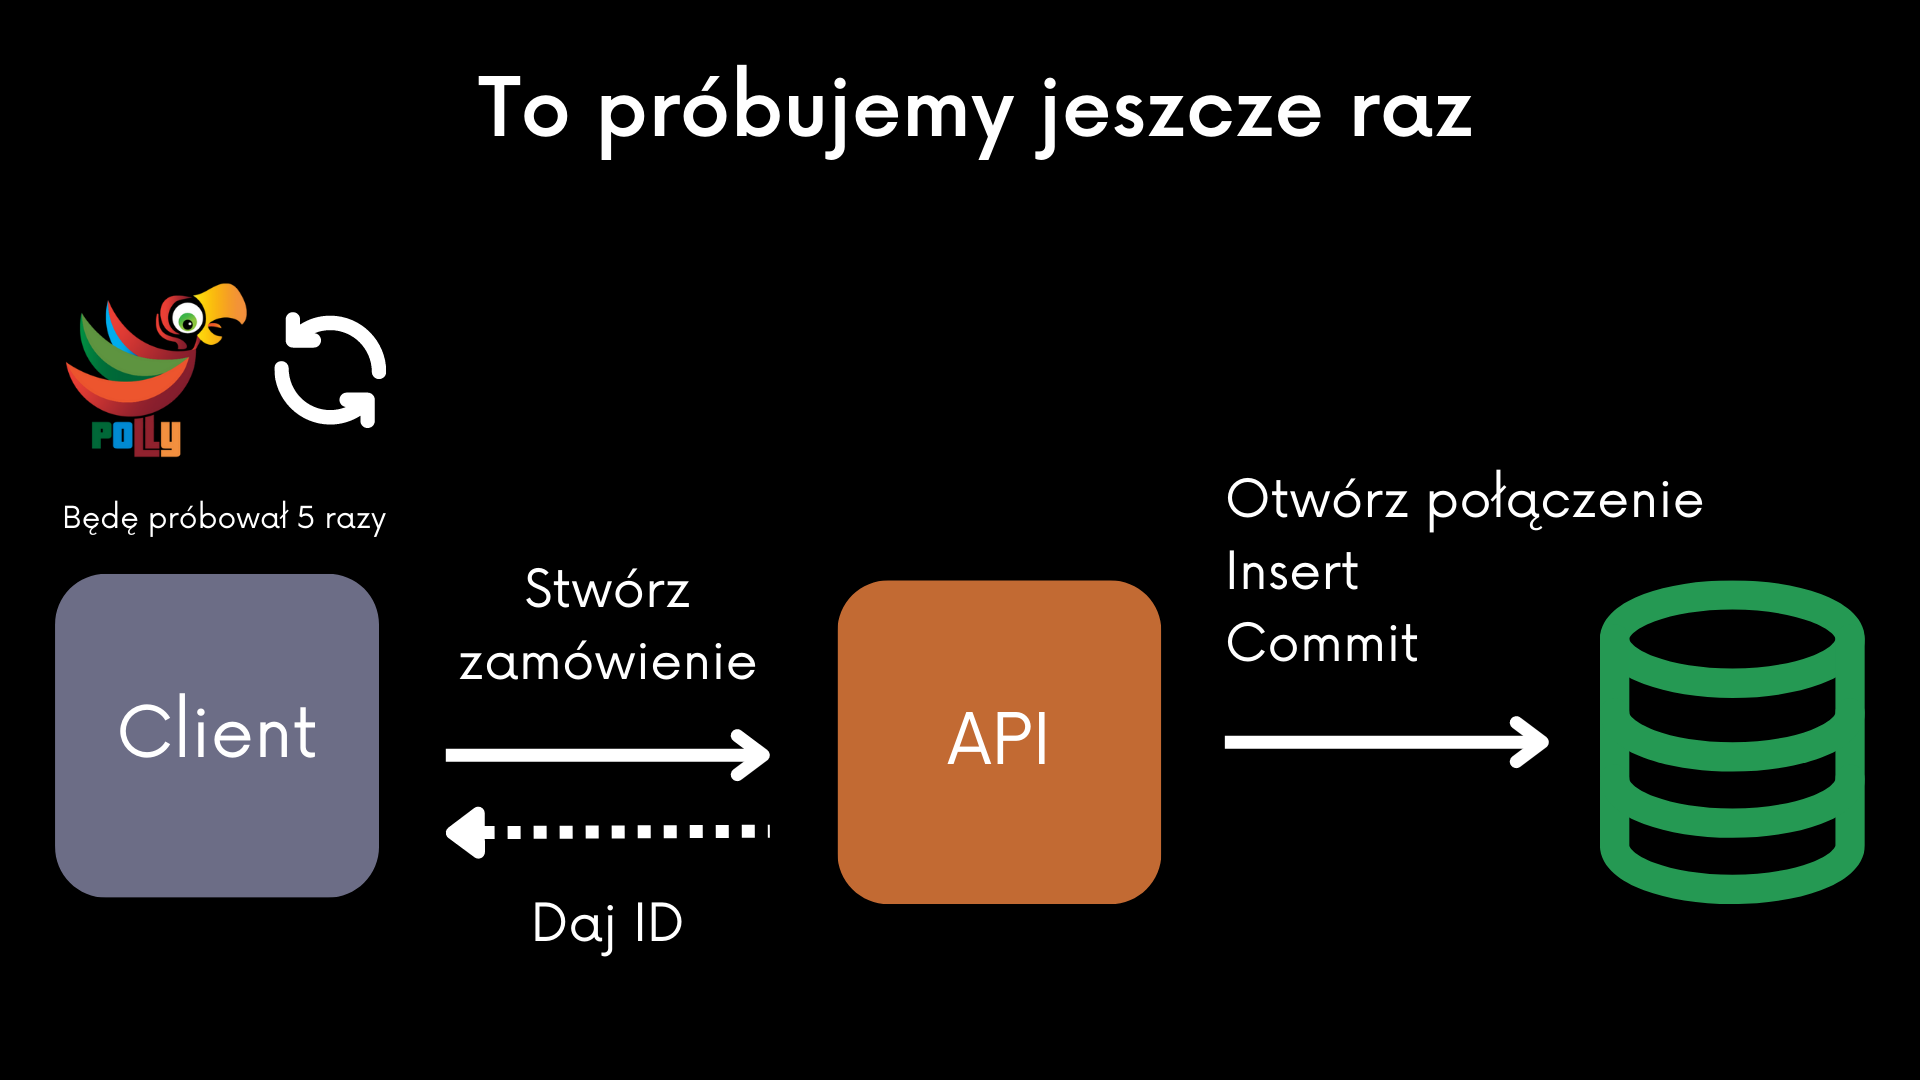 To próbujemy jeszcze raz
POLLY
Będę próbował 5 razy
Client
Stwórz
zamówienie
Daj ID
API
Otwórz połączenie
Insert
Commit